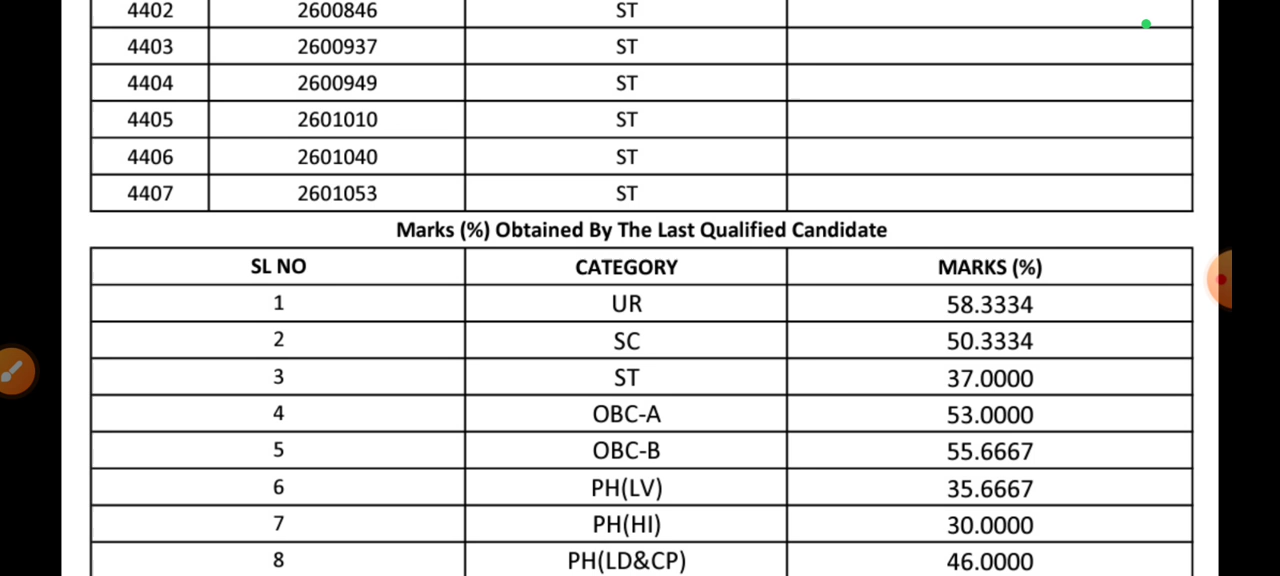 4402 2600846 ST
4403 2600937 ST
4404 2600949 ST
4405 2601010 ST
4406 2601040 ST
4407 2601053 ST
Marks (%) Obtained By The Last Qualified Candidate
SL NO CATEGORY MARKS (%)
1 UR 58.3334
2 SC 50.3334
3 ST 37.0000
4 OBC-A 53.0000
5 OBC-B 55.6667
6 PH(LV) 35.6667
7 PH(HI) 30.0000
8 PH(LD&CP) 46.0000